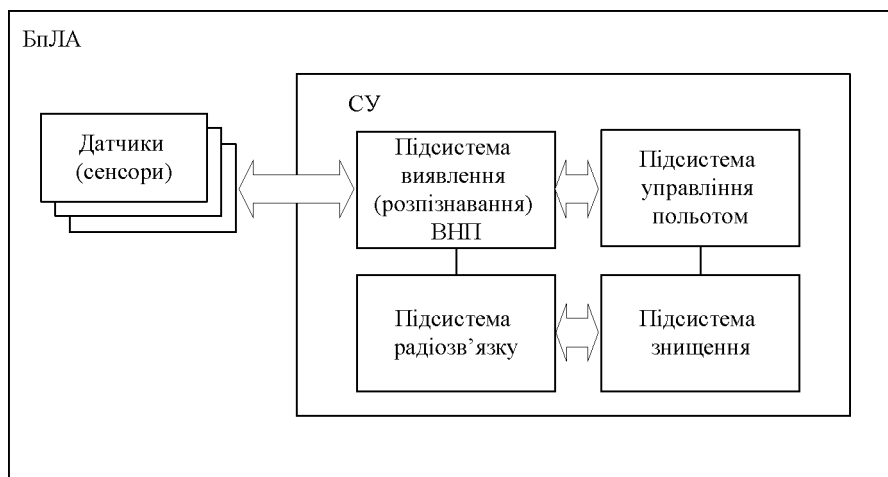 БпЛА
СУ
Датчики
(сенсори)
Підсистема
виявлення
(розпізнавання)
ВНП
Підсистема
управління
польотом
Підсистема
радіозв’язку
Підсистема
знищення